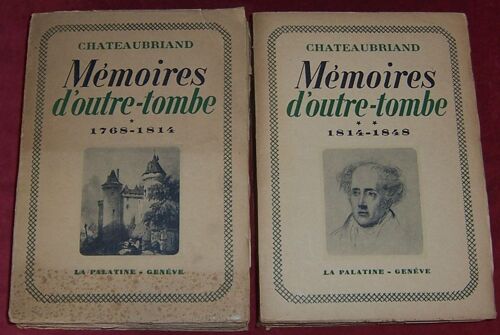 CHATEAUBRIAND
Mémoires
d'outre-tombe
*
1768-1814
LA PALATINE - GENÈVE
CHATEAUBRIAND
Mémoires
d'outre-tombe
* *
1814-1848
LA PALATINE - GENÈVE